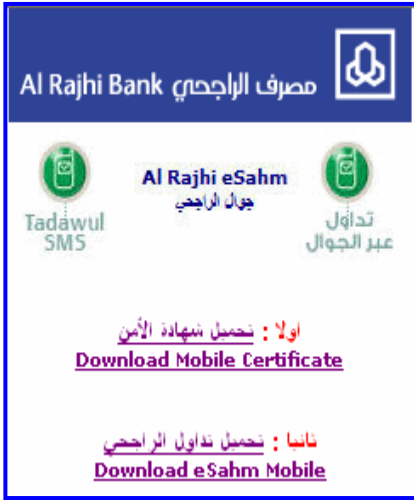 Al Rajhi Bank مصرف الراجحي
Al Rajhi eSahm
جوال الراجحي
Tadawul
SMS
تداول
عبر الجوال
اولا : تحميل شهادة الأمن
Download Mobile Certificate
ثانيا : تحميل تداول الراجحي
Download eSahm Mobile